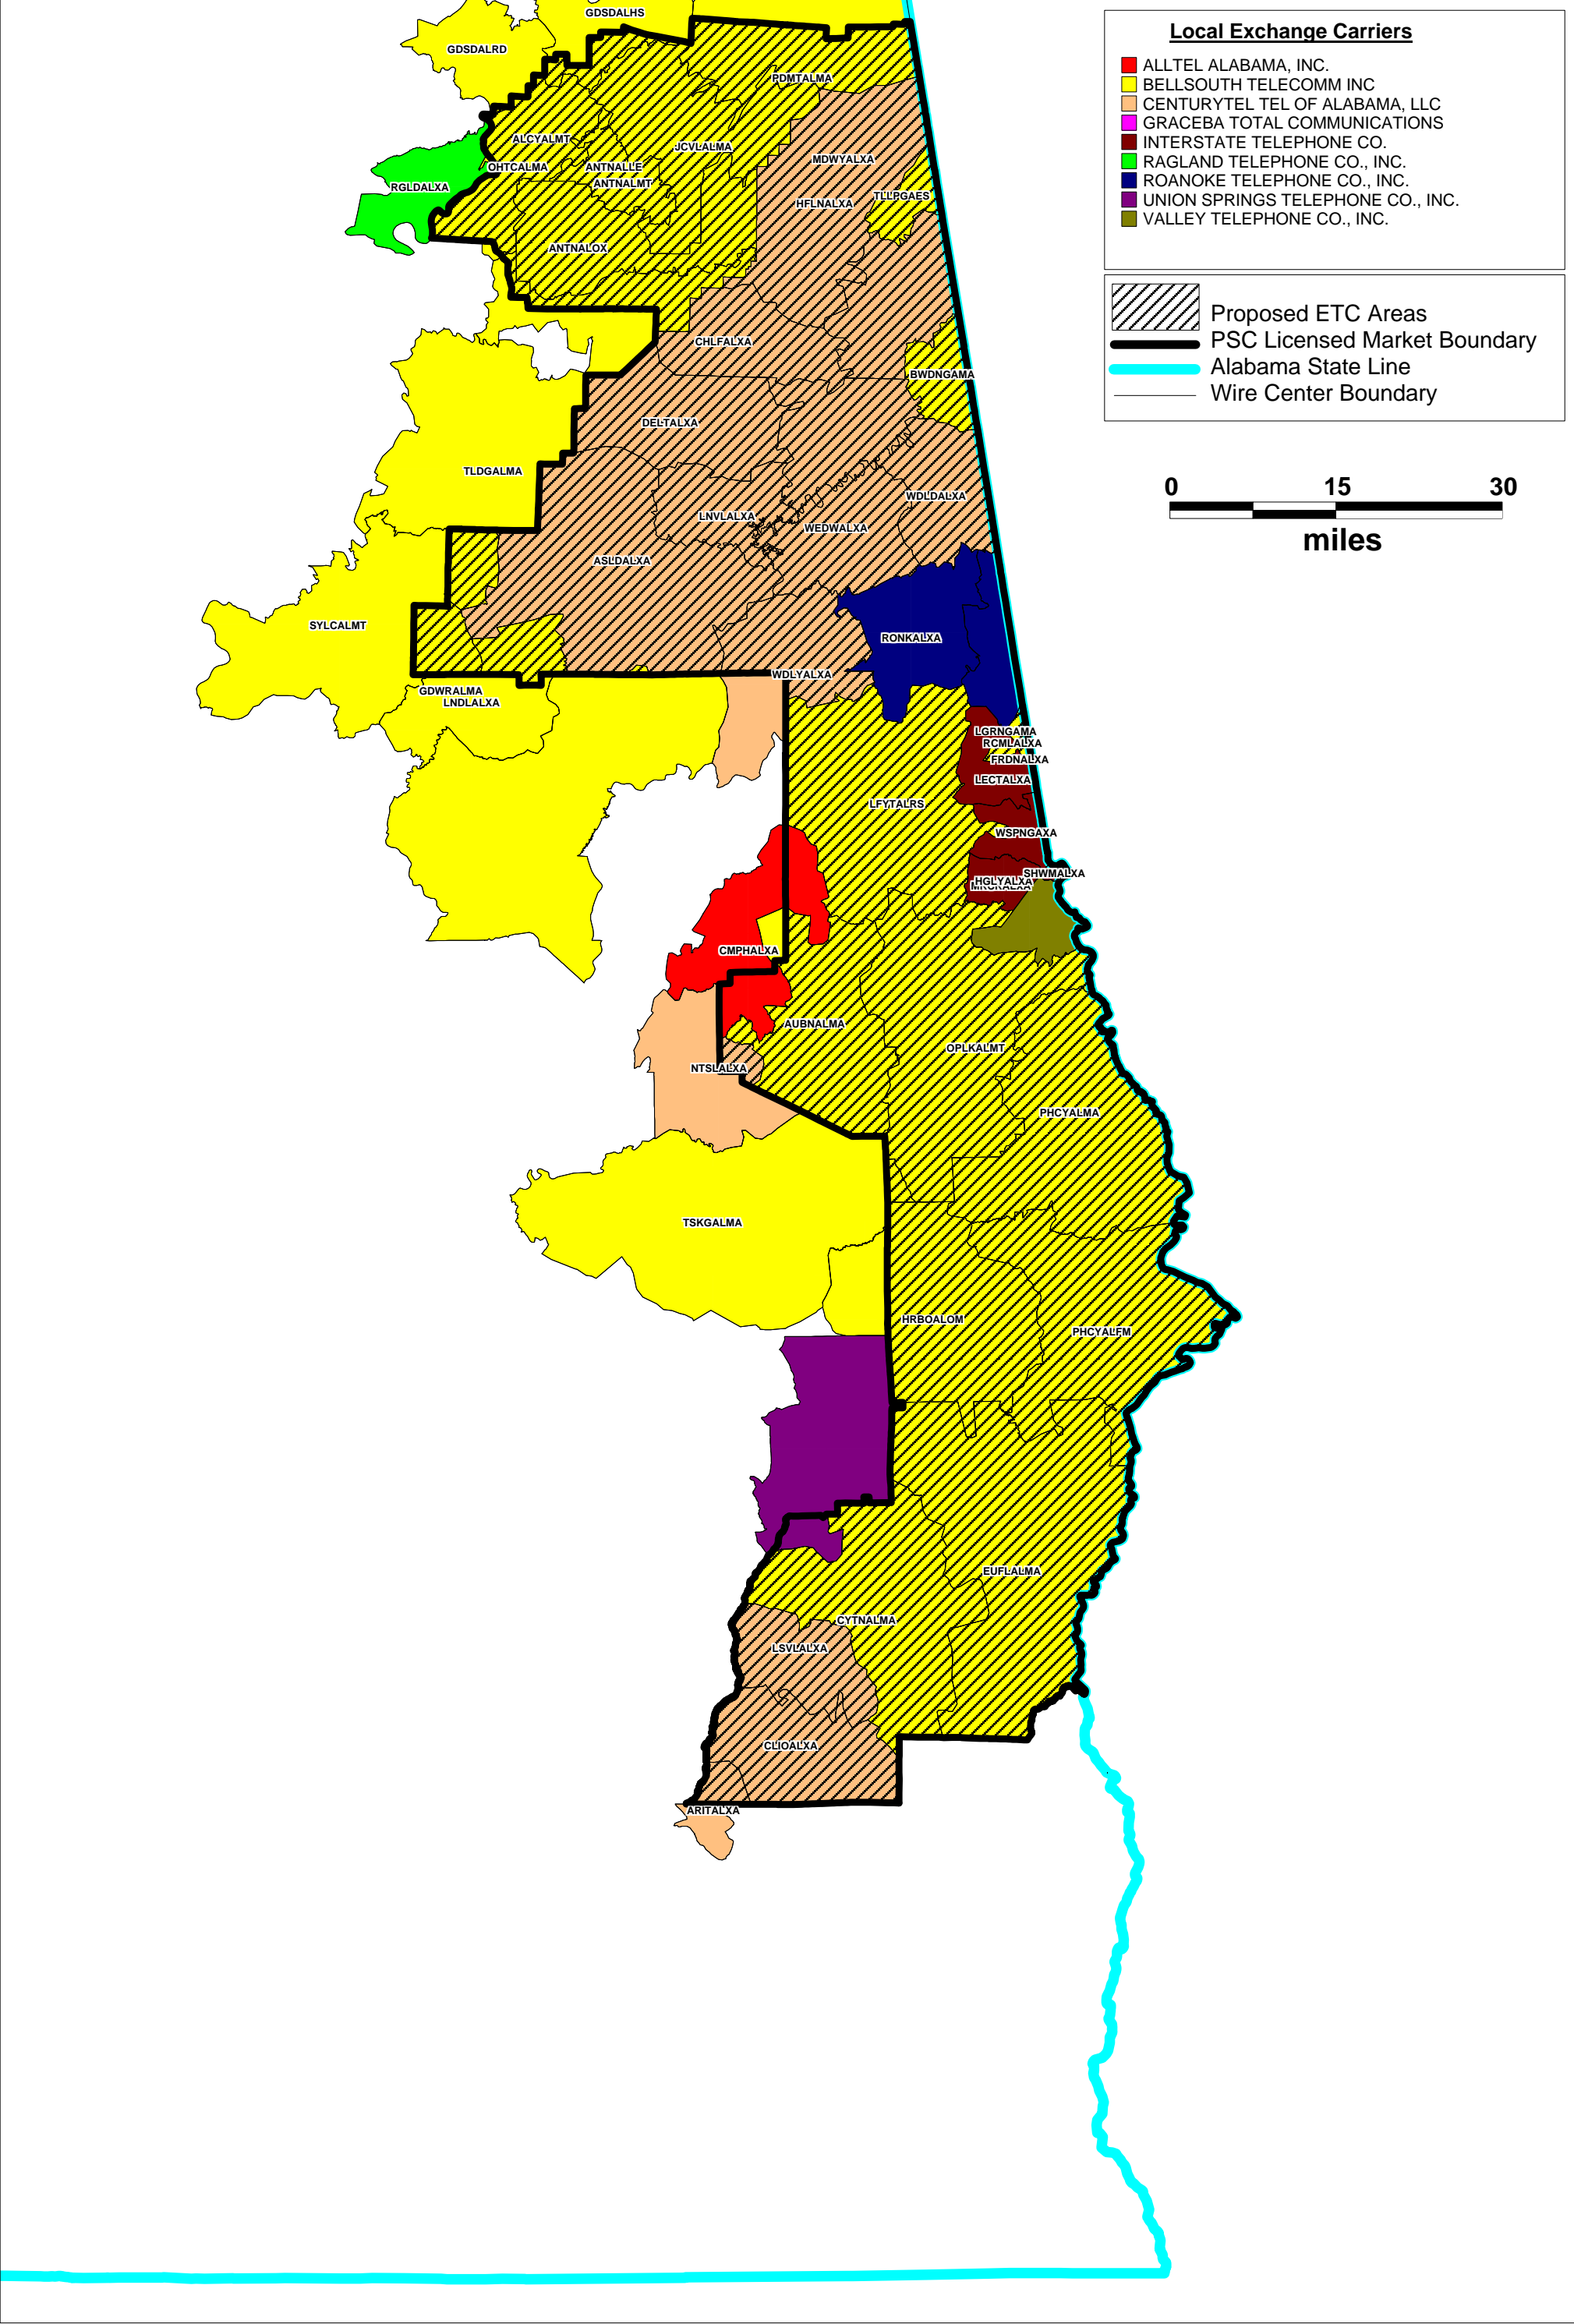 GDSDALHS
GDSDALRD
PDMTALMA
ALCYALMT
JCVLALMA
MDWYALXA
OHTCALMA
ANTNALLE
ANTNALMT
RGLDALXA
TLLPGAES
HFLNALXA
ANTNALOX
CHLFALXA
BWDNGAMA
DELTALXA
TLDGALMA
WDLDALXA
LNVLALXA
WEDWALXA
ASLDALXA
SYLCALMT
RONKALXA
WDLYALXA
GDWRALMA
LNDLALXA
LGRNGAMA
RCMLALXA
FRDNALXA
LECTALXA
LFYTALRS
WSPNGAXA
SHWMALXA
HGLYALXA
CMPHALXA
AUBNALMA
OPLKALMT
NTSLALXA
PHCYALMA
TSKGALMA
HRBOALOM
PHCYALFM
EUFLALMA
CYTNALMA
LSVLALXA
CLIOALXA
ARITALXA
Local Exchange Carriers
ALLTEL ALABAMA, INC.
BELLSOUTH TELECOMM INC
CENTURYTEL TEL OF ALABAMA, LLC
GRACEBA TOTAL COMMUNICATIONS
INTERSTATE TELEPHONE CO.
RAGLAND TELEPHONE CO., INC.
ROANOKE TELEPHONE CO., INC.
UNION SPRINGS TELEPHONE CO., INC.
VALLEY TELEPHONE CO., INC.
Proposed ETC Areas
PSC Licensed Market Boundary
Alabama State Line
Wire Center Boundary
0 15 30
miles